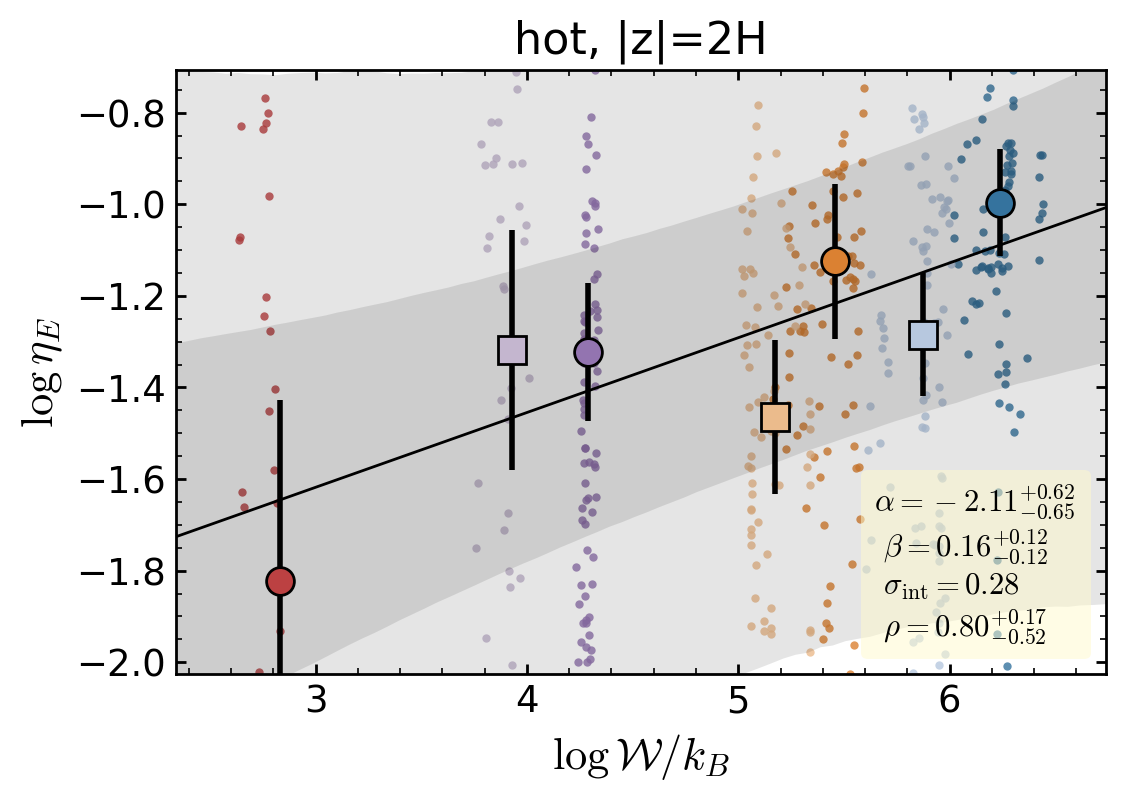 hot, |z|=2H
−0.8
−1.0
−1.2
−1.4
−1.6
−1.8
−2.0
log η_E
α = −2.11^{+0.62}_{−0.65}
β = 0.16^{+0.12}_{−0.12}
σ_int = 0.28
ρ = 0.80^{+0.17}_{−0.52}
3 4 5 6
log 𝒲/k_B